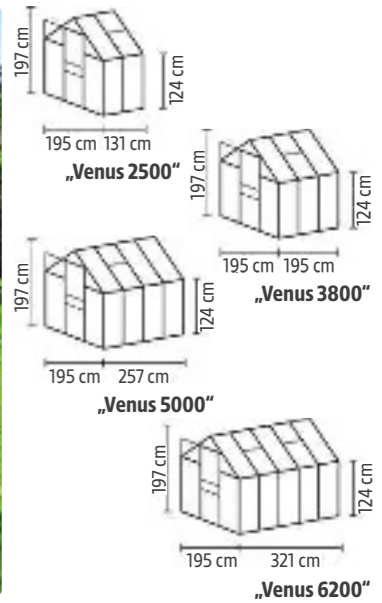 197 cm
124 cm
195 cm 131 cm
„Venus 2500“
197 cm
124 cm
195 cm 195 cm
„Venus 3800“
197 cm
124 cm
195 cm 257 cm
„Venus 5000“
197 cm
124 cm
195 cm 321 cm
„Venus 6200“